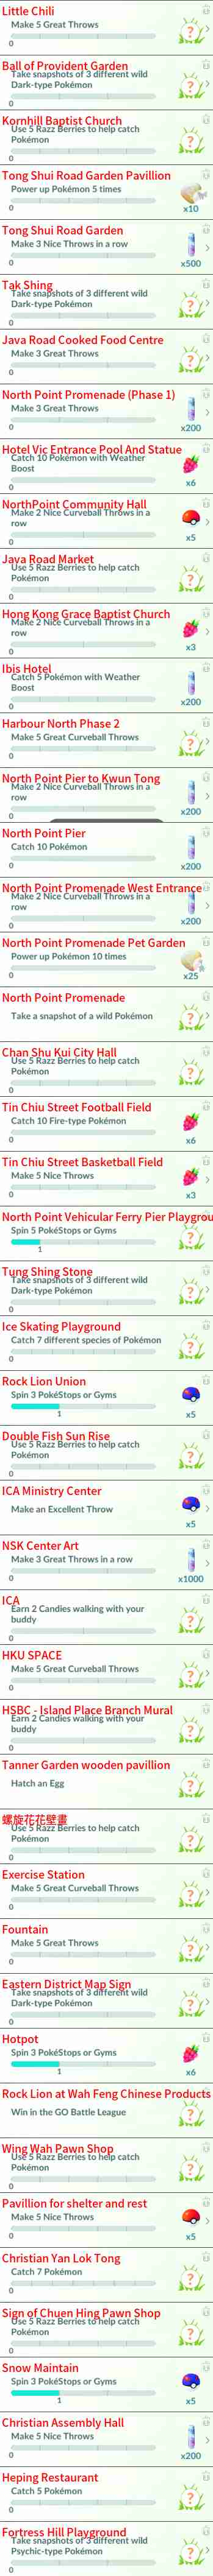 Little Chili
Make 5 Great Throws
0
?
Ball of Provident Garden
Take snapshots of 3 different wild
Dark-type Pokémon
0
?
Kornhill Baptist Church
Use 5 Razz Berries to help catch
Pokémon
0
?
Tong Shui Road Garden Pavillion
Power up Pokémon 5 times
0
x10
Tong Shui Road Garden
Make 3 Nice Throws in a row
0
x500
Tak Shing
Take snapshots of 3 different wild
Dark-type Pokémon
0
?
Java Road Cooked Food Centre
Make 3 Great Throws
0
?
North Point Promenade (Phase 1)
Make 3 Great Throws
0
x200
Hotel Vic Entrance Pool And Statue
Catch 10 Pokémon with Weather
Boost
0
x6
NorthPoint Community Hall
Make 2 Nice Curveball Throws in a
row
0
x5
Java Road Market
Use 5 Razz Berries to help catch
Pokémon
0
?
Hong Kong Grace Baptist Church
Make 2 Nice Curveball Throws in a
row
0
x3
Ibis Hotel
Catch 5 Pokémon with Weather
Boost
0
x200
Harbour North Phase 2
Make 5 Great Curveball Throws
0
?
North Point Pier to Kwun Tong
Make 2 Nice Curveball Throws in a
row
0
x200
North Point Pier
Catch 10 Pokémon
0
x200
North Point Promenade West Entrance
Make 2 Nice Curveball Throws in a
row
0
x200
North Point Promenade Pet Garden
Power up Pokémon 10 times
0
x25
North Point Promenade
Take a snapshot of a wild Pokémon
?
Chan Shu Kui City Hall
Use 5 Razz Berries to help catch
Pokémon
0
?
Tin Chiu Street Football Field
Catch 10 Fire-type Pokémon
0
x6
Tin Chiu Street Basketball Field
Make 5 Nice Throws
0
x3
North Point Vehicular Ferry Pier Playgrou
Spin 5 PokéStops or Gyms
1
?
Tung Shing Stone
Take snapshots of 3 different wild
Dark-type Pokémon
0
?
Ice Skating Playground
Catch 7 different species of Pokémon
0
?
Rock Lion Union
Spin 3 PokéStops or Gyms
1
x5
Double Fish Sun Rise
Use 5 Razz Berries to help catch
Pokémon
0
?
ICA Ministry Center
Make an Excellent Throw
x5
NSK Center Art
Make 3 Great Throws in a row
0
x1000
ICA
Earn 2 Candies walking with your
buddy
0
?
HKU SPACE
Make 5 Great Curveball Throws
0
?
HSBC - Island Place Branch Mural
Earn 2 Candies walking with your
buddy
0
?
Tanner Garden wooden pavillion
Hatch an Egg
?
螺旋花花壁畫
Use 5 Razz Berries to help catch
Pokémon
0
?
Exercise Station
Make 5 Great Curveball Throws
0
?
Fountain
Make 5 Great Throws
0
?
Eastern District Map Sign
Take snapshots of 3 different wild
Dark-type Pokémon
0
?
Hotpot
Spin 3 PokéStops or Gyms
1
x6
Rock Lion at Wah Feng Chinese Products
Win in the GO Battle League
?
Wing Wah Pawn Shop
Use 5 Razz Berries to help catch
Pokémon
0
?
Pavillion for shelter and rest
Make 5 Nice Throws
0
x5
Christian Yan Lok Tong
Catch 7 Pokémon
0
?
Sign of Chuen Hing Pawn Shop
Use 5 Razz Berries to help catch
Pokémon
0
?
Snow Maintain
Spin 3 PokéStops or Gyms
1
x5
Christian Assembly Hall
Make 5 Nice Throws
0
x200
Heping Restaurant
Catch 5 Pokémon
0
?
Fortress Hill Playground
Take snapshots of 3 different wild
Psychic-type Pokémon
0
?